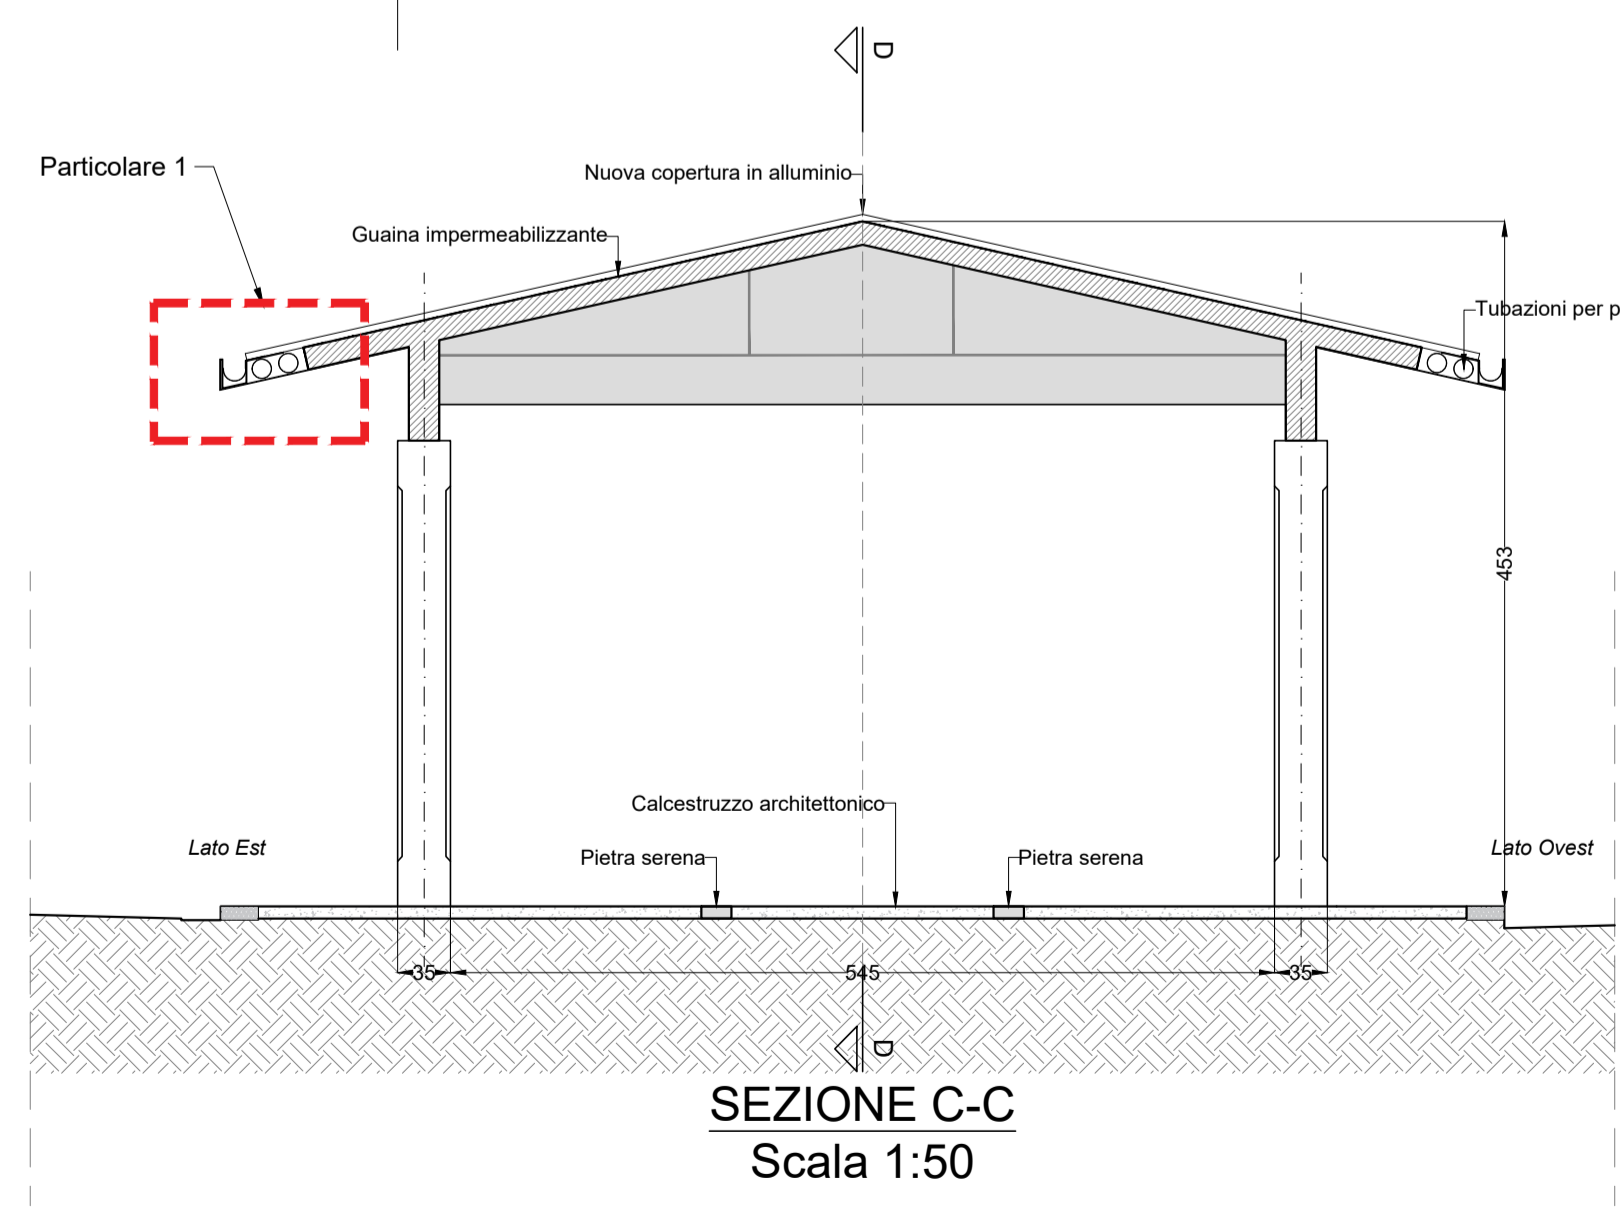 D
Particolare 1
Nuova copertura in alluminio
Guaina impermeabilizzante
Tubazioni per p
453
Calcestruzzo architettonico
Lato Est
Lato Ovest
Pietra serena
Pietra serena
35
545
35
D
SEZIONE C-C
Scala 1:50